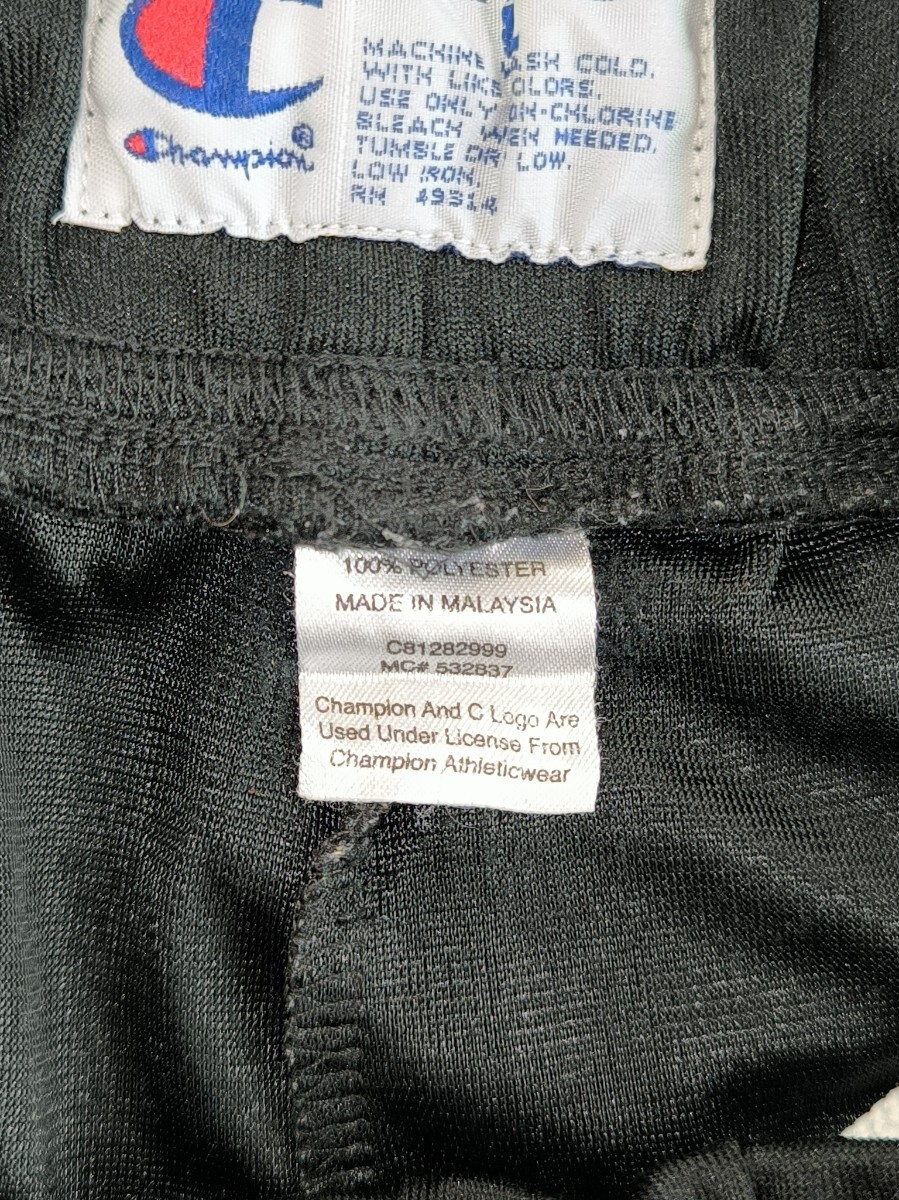 MACHINE WASH COLD,
WITH LIKE COLORS.
USE ONLY NON-CHLORINE
BLEACH WHEN NEEDED.
TUMBLE DRY LOW.
LOW IRON.
RN 49314
Champion®
100% POLYESTER
MADE IN MALAYSIA
C81282999
MC# 532837
Champion And C Logo Are
Used Under License From
Champion Athleticwear